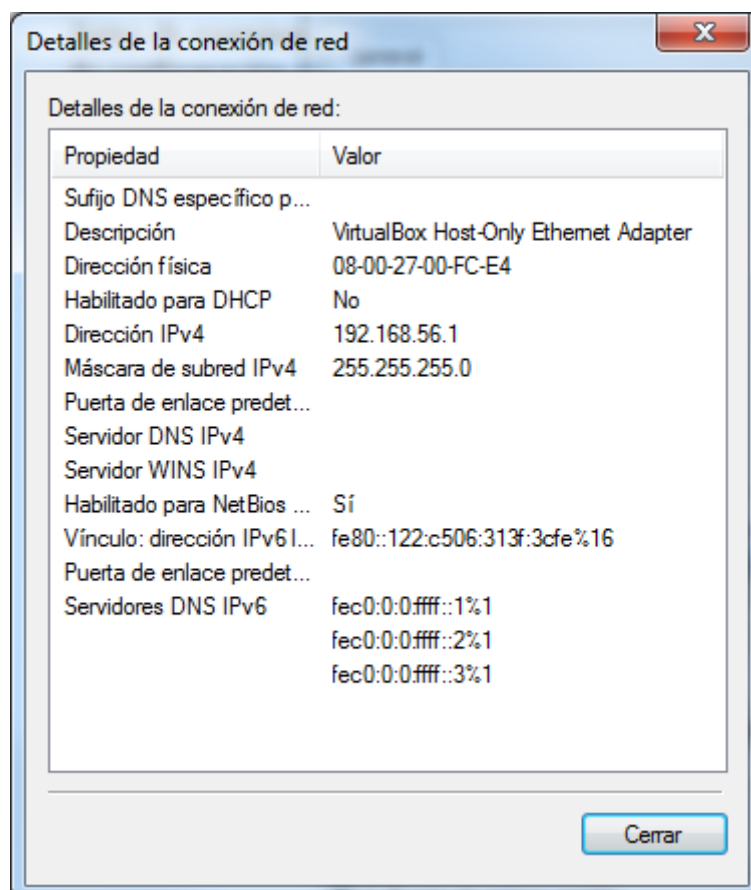 Detalles de la conexión de red
Detalles de la conexión de red:
Propiedad Valor
Sufijo DNS específico p...
Descripción VirtualBox Host-Only Ethernet Adapter
Dirección física 08-00-27-00-FC-E4
Habilitado para DHCP No
Dirección IPv4 192.168.56.1
Máscara de subred IPv4 255.255.255.0
Puerta de enlace predet...
Servidor DNS IPv4
Servidor WINS IPv4
Habilitado para NetBios ... Sí
Vínculo: dirección IPv6 l... fe80::122:c506:313f:3cfe%16
Puerta de enlace predet...
Servidores DNS IPv6 fec0:0:0:ffff::1%1
fec0:0:0:ffff::2%1
fec0:0:0:ffff::3%1
Cerrar